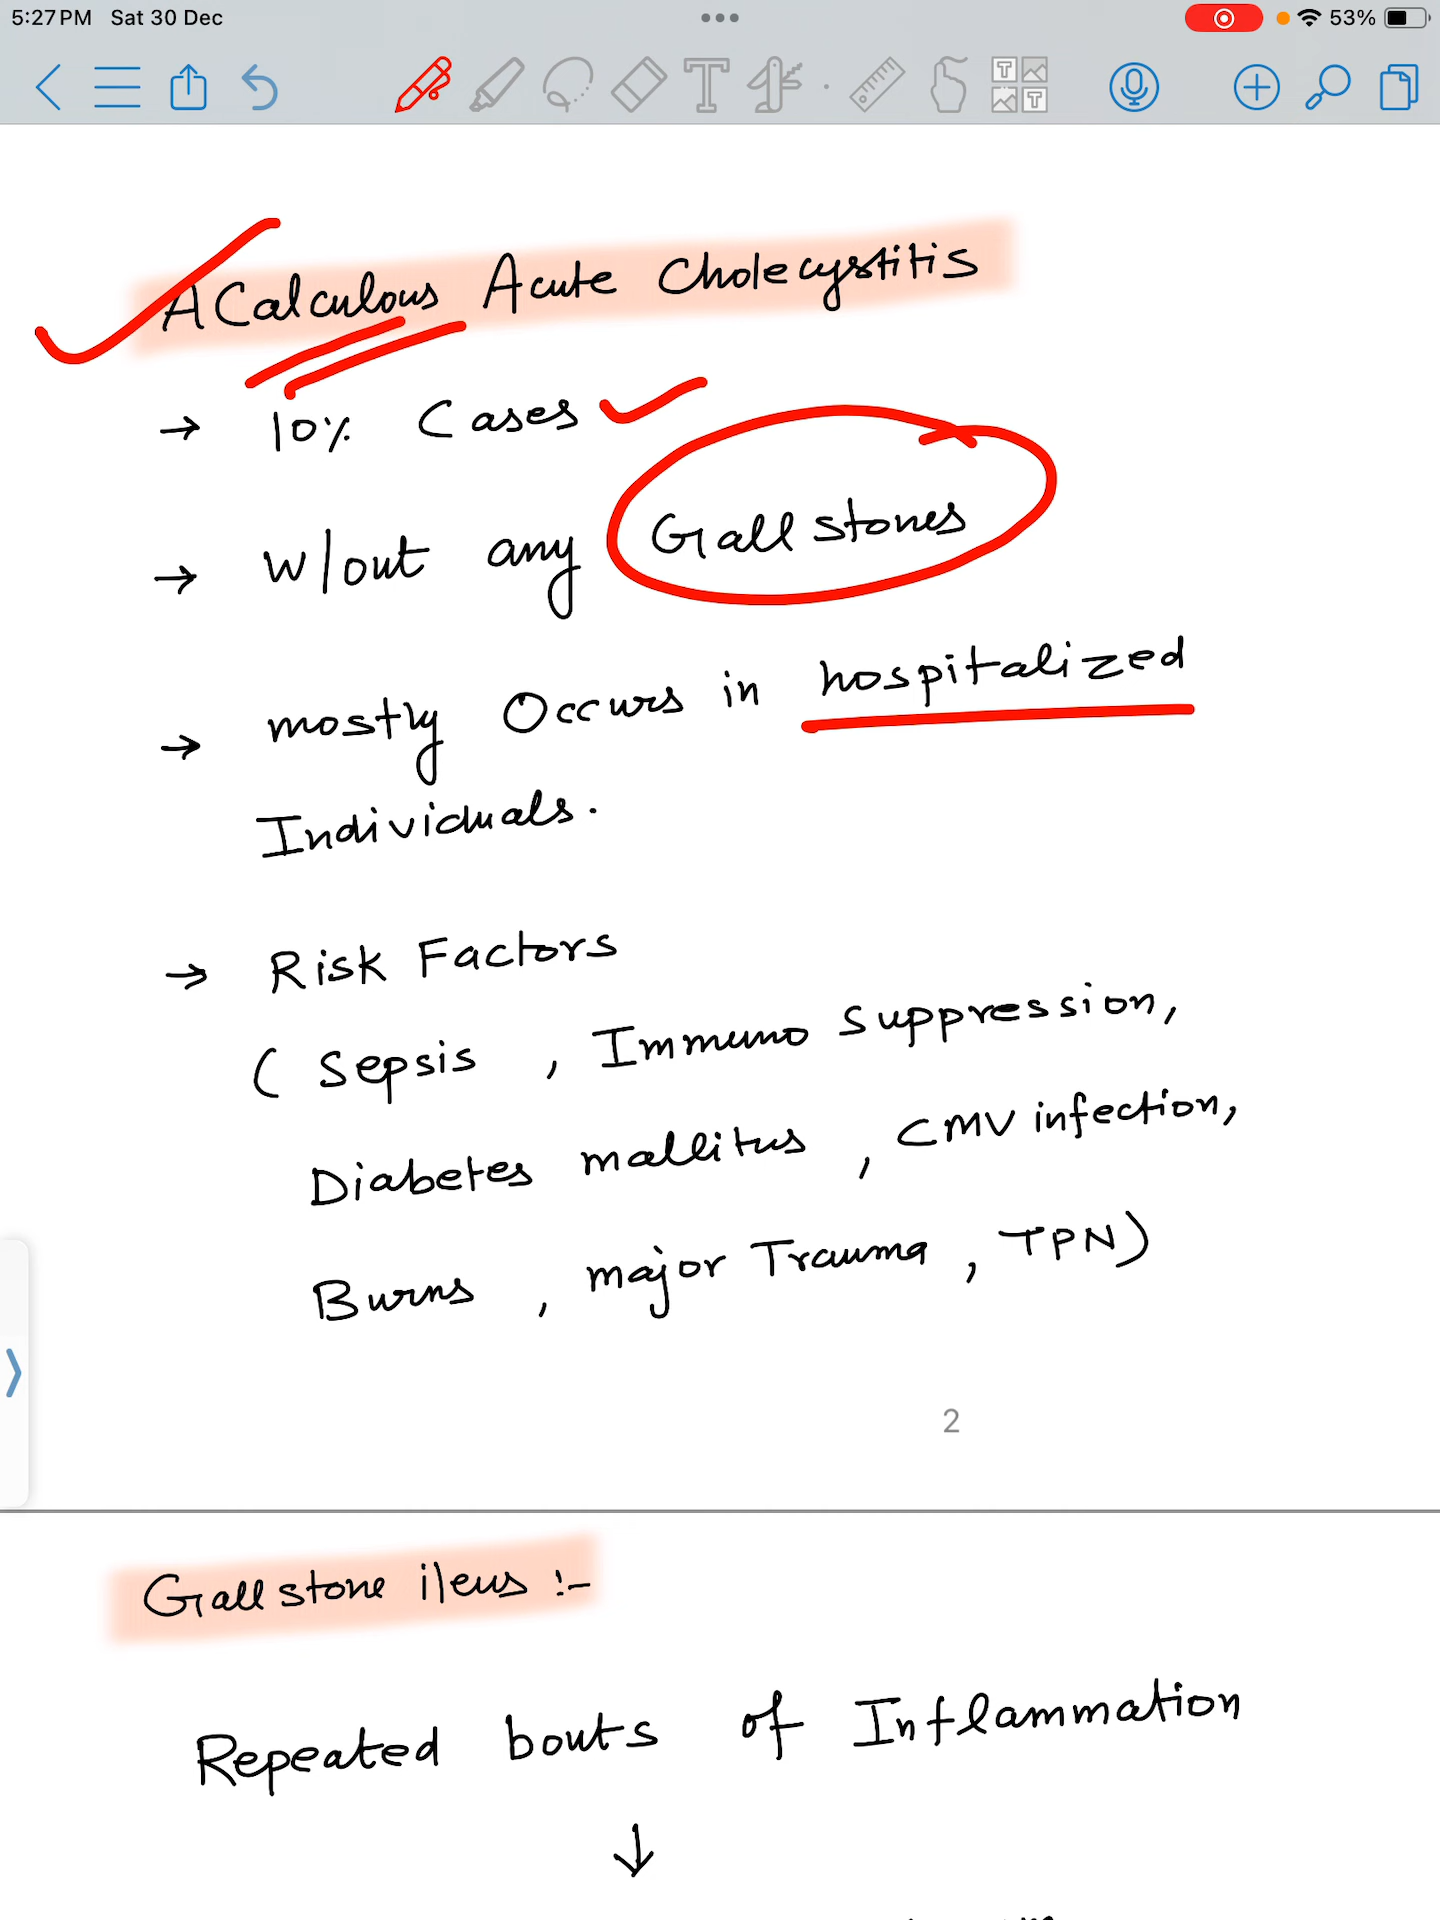 5:27 PM Sat 30 Dec
53%
ACalculous Acute Cholecystitis
→ 10% Cases
→ w/out any Gall stones
→ mostly Occurs in hospitalized
Individuals.
→ Risk Factors
( Sepsis , Immuno suppression,
Diabetes mallitus , CMV infection,
Burns , major Trauma , TPN)
2
Gall stone ileus :-
Repeated bouts of Inflammation
↓